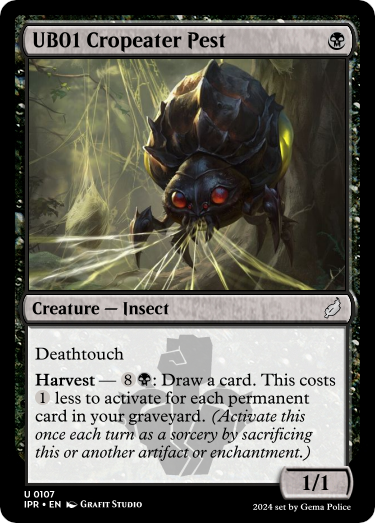 UB01 Cropeater Pest
Creature — Insect
Deathtouch
Harvest — 8: Draw a card. This costs
1 less to activate for each permanent
card in your graveyard. (Activate this
once each turn as a sorcery by sacrificing
this or another artifact or enchantment.)
1/1
U 0107
IPR • EN Grafit Studio
2024 set by Gema Police